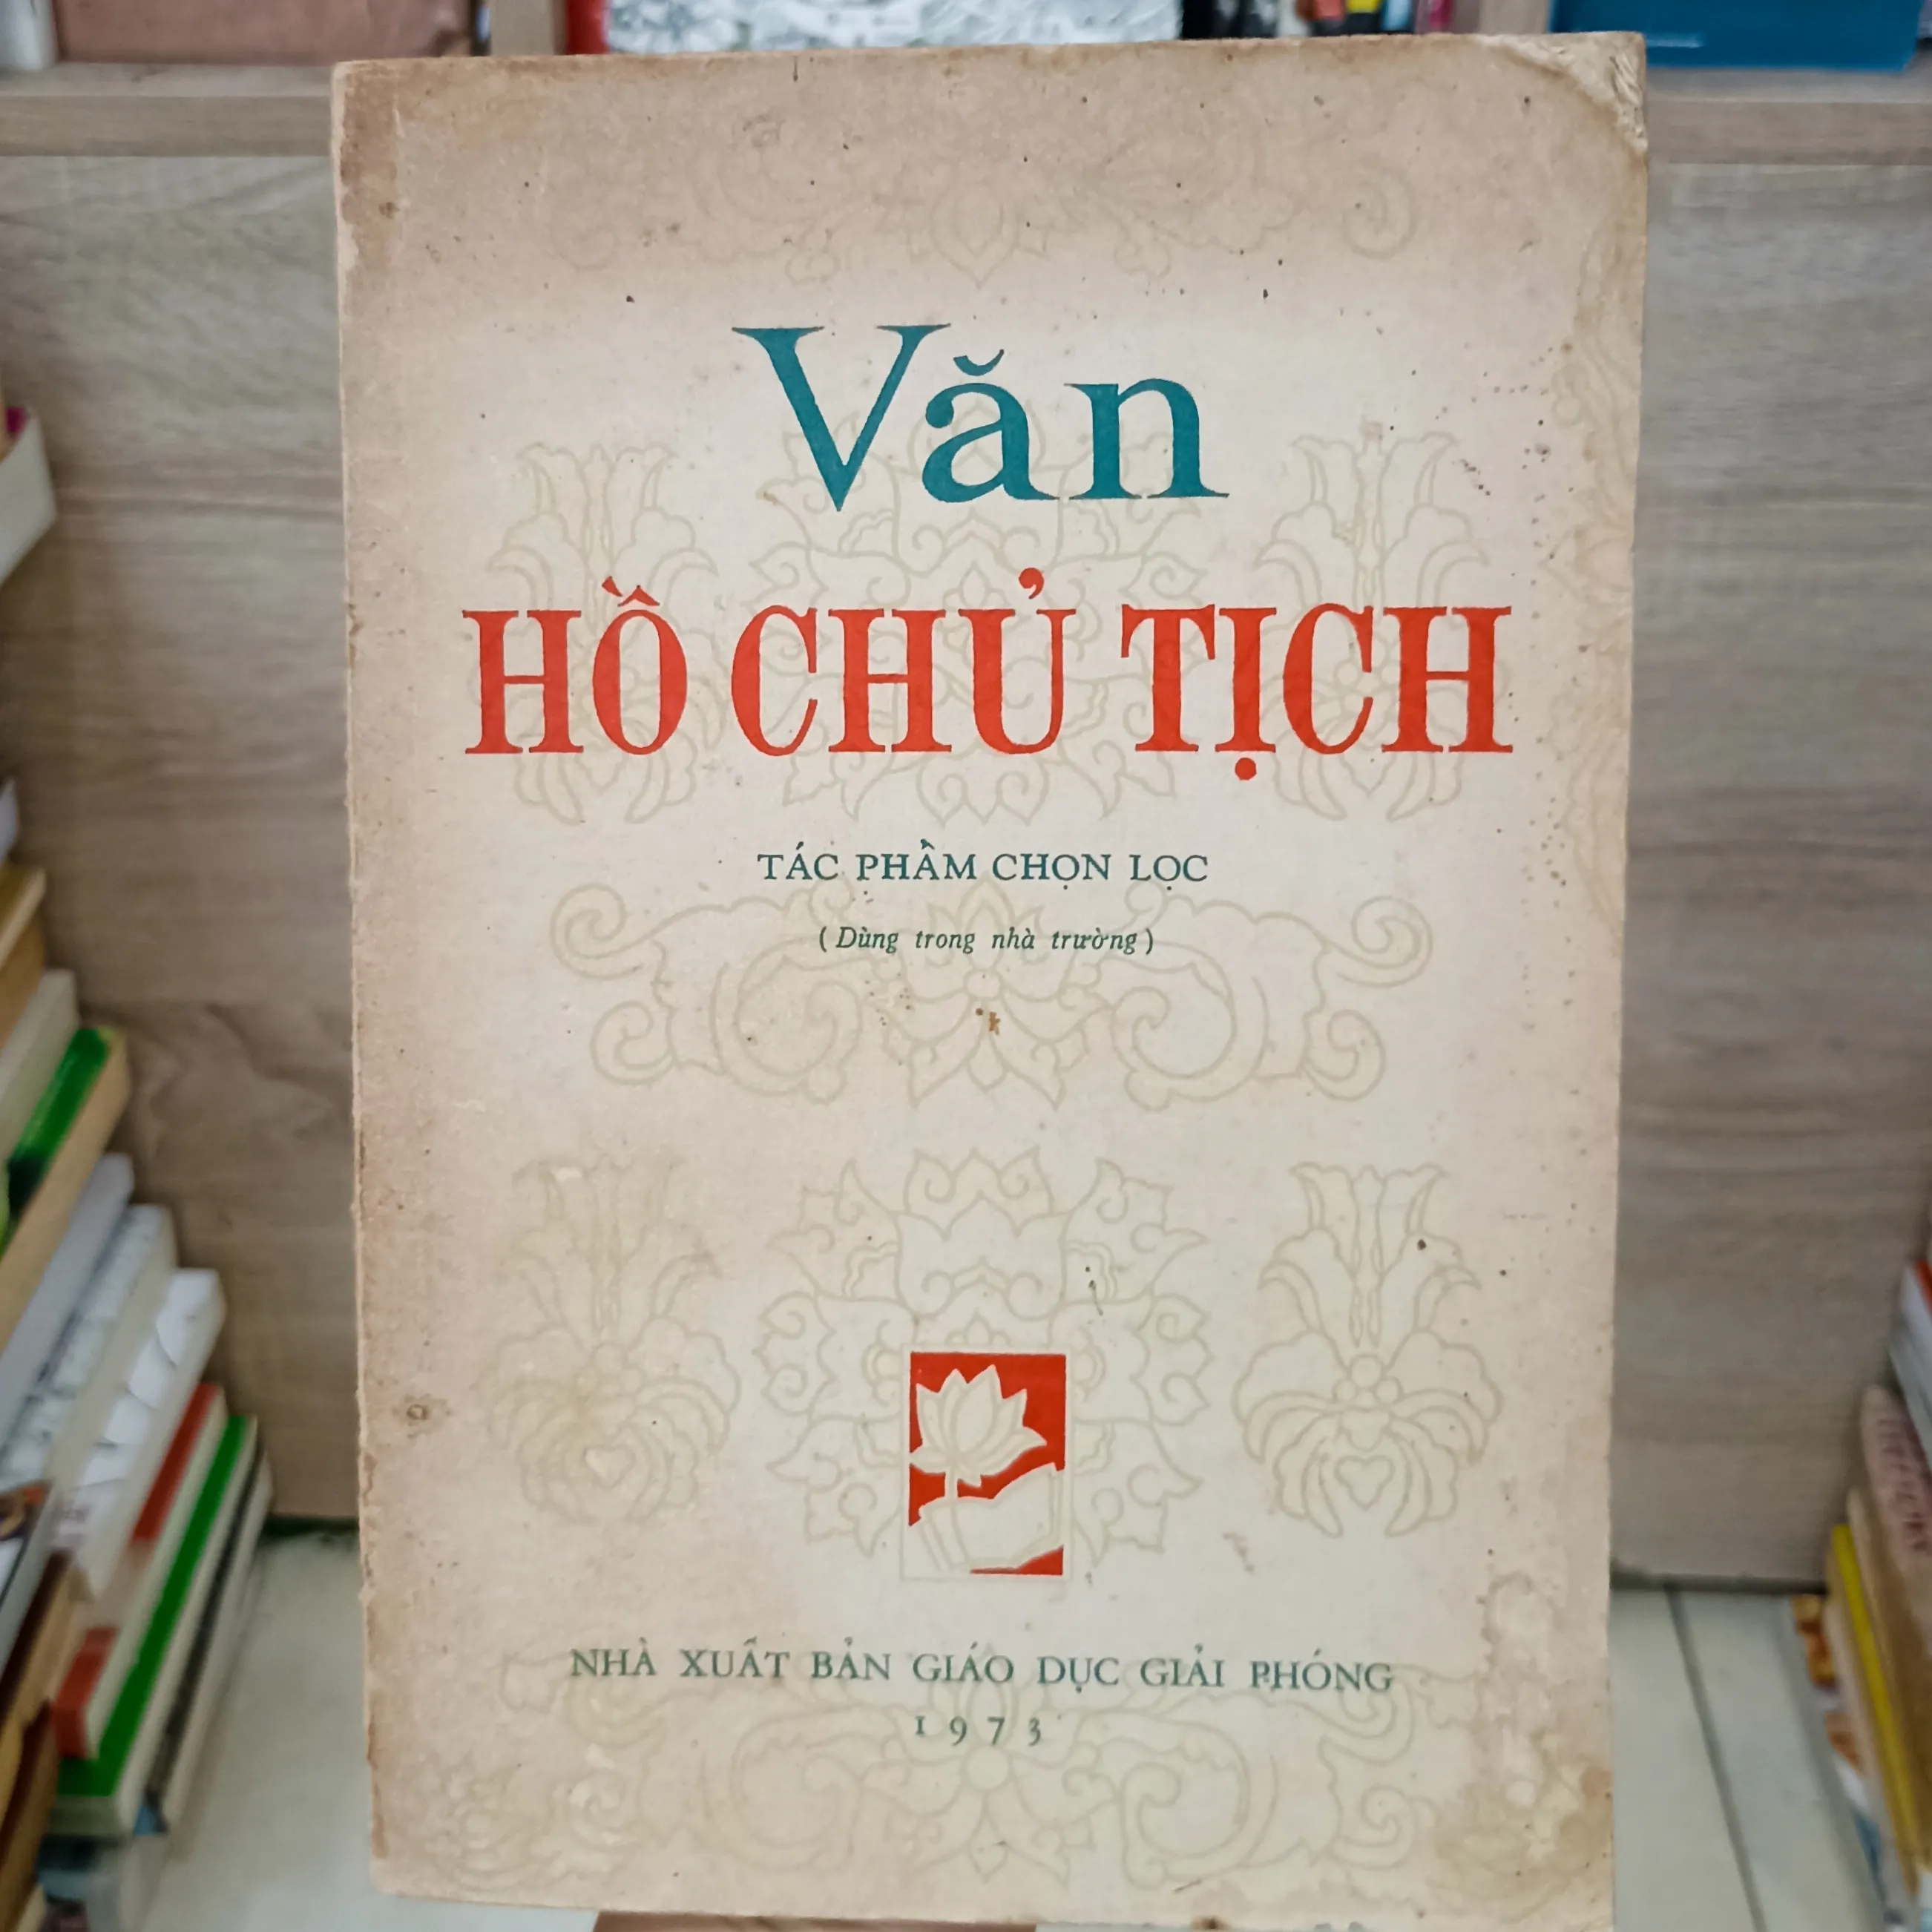 Văn
HỒ CHỦ TỊCH
TÁC PHẨM CHỌN LỌC
(Dùng trong nhà trường)
NHÀ XUẤT BẢN GIÁO DỤC GIẢI PHÓNG
1973